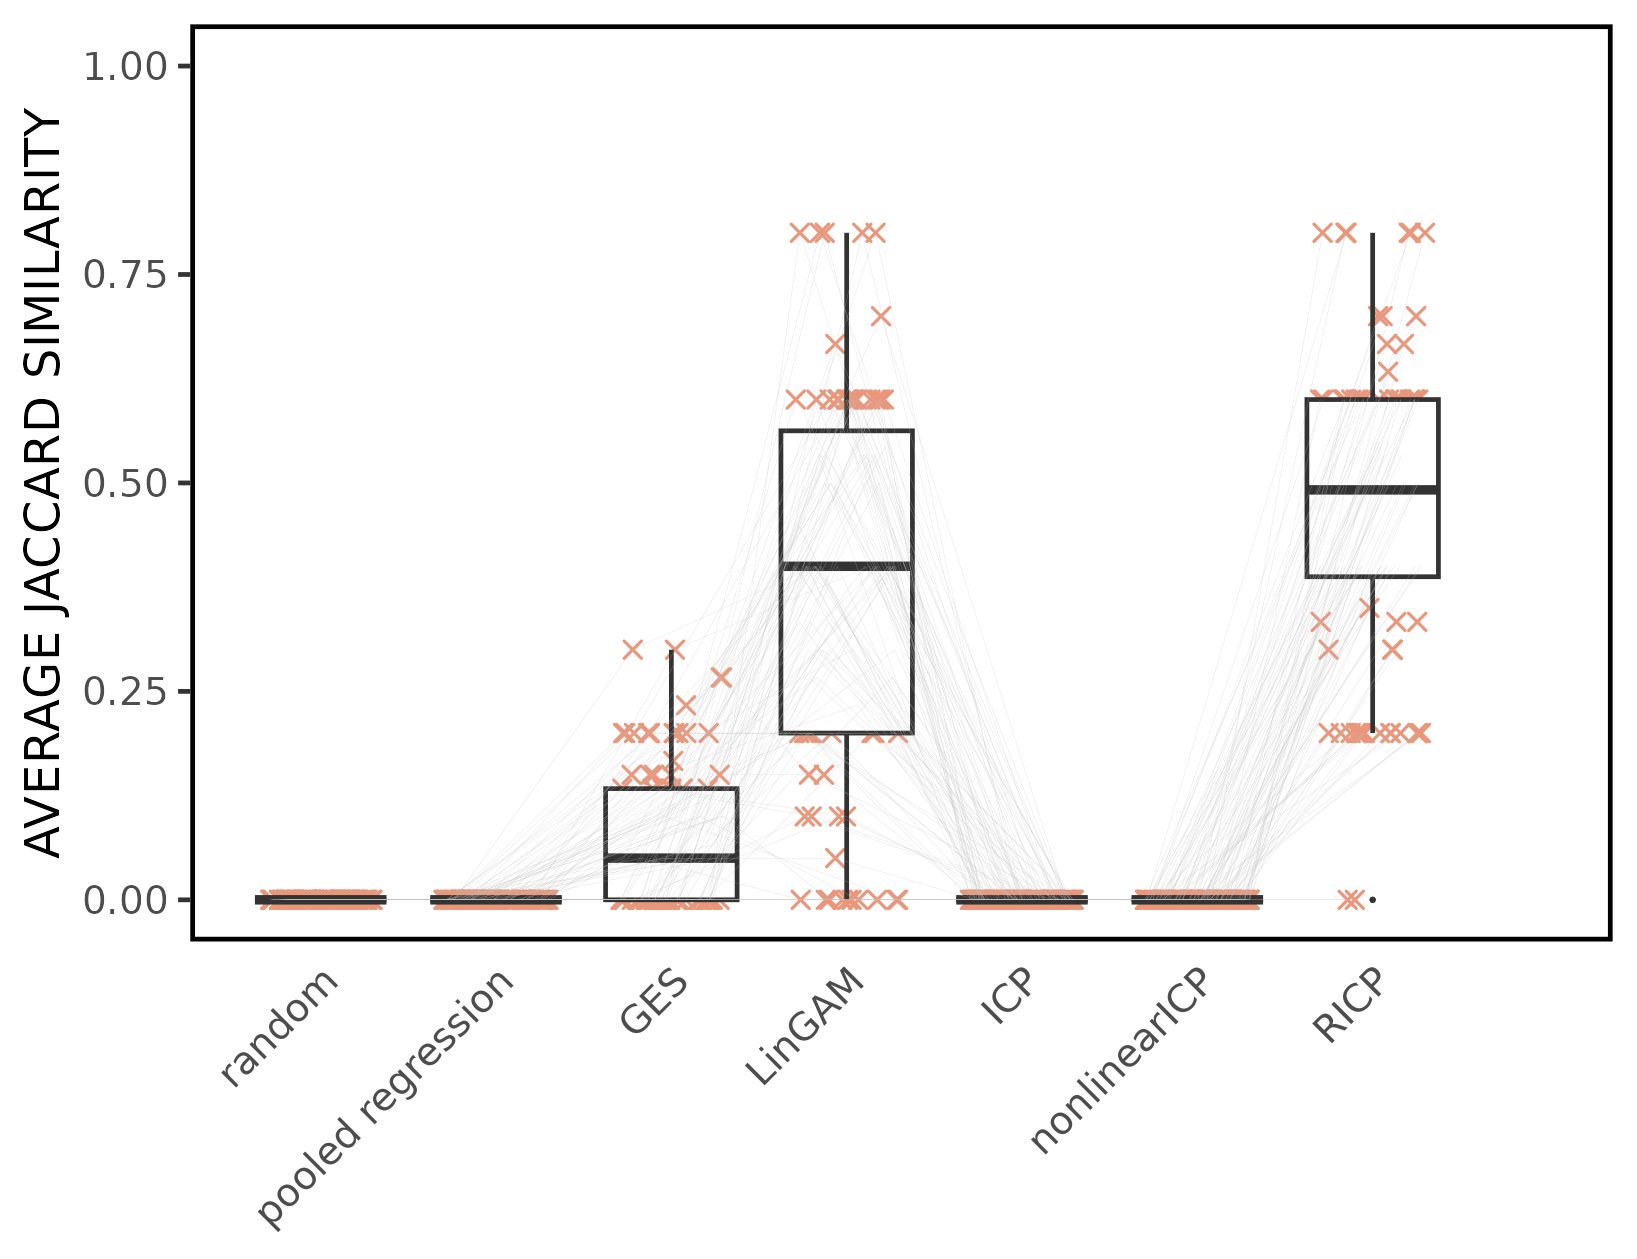 AVERAGE JACCARD SIMILARITY
1.00
0.75
0.50
0.25
0.00
random
pooled regression
GES
LinGAM
ICP
nonlinearICP
RICP